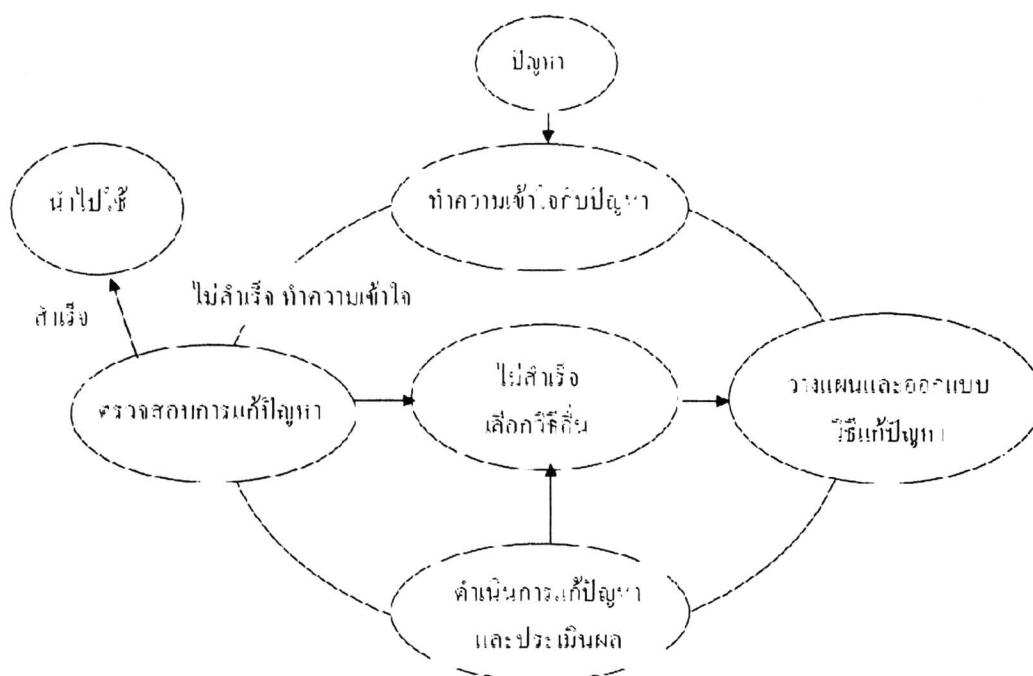 ปัญหา
ทำความเข้าใจกับปัญหา
นำไปใช้
สำเร็จ
ไม่สำเร็จ ทำความเข้าใจ
ตรวจสอบการแก้ปัญหา
ไม่สำเร็จ
เลือกวิธีอื่น
วางแผนและออกแบบ
วิธีแก้ปัญหา
ดำเนินการแก้ปัญหา
และประเมินผล